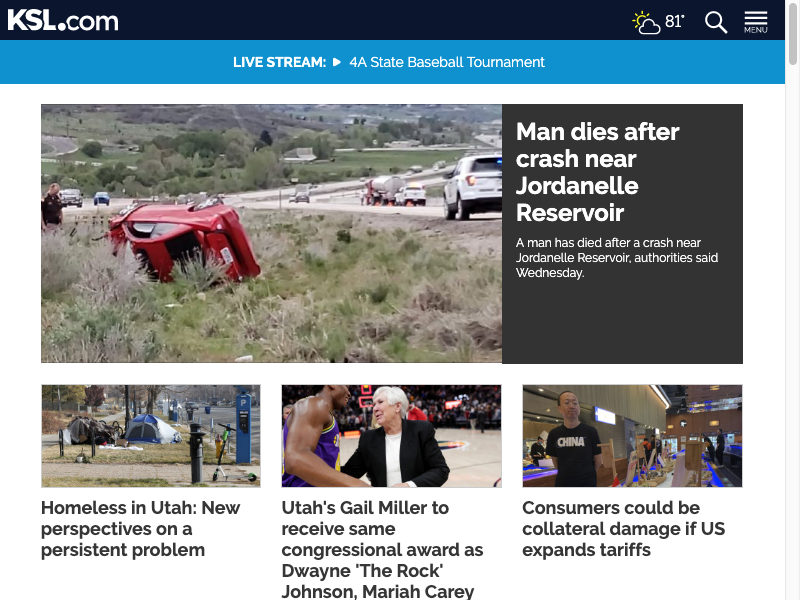 KSL.com
81°
MENU
LIVE STREAM: 4A State Baseball Tournament
Man dies after
crash near
Jordanelle
Reservoir
A man has died after a crash near
Jordanelle Reservoir, authorities said
Wednesday.
P
CHINA
Homeless in Utah: New
perspectives on a
persistent problem
Utah's Gail Miller to
receive same
congressional award as
Dwayne 'The Rock'
Johnson, Mariah Carey
Consumers could be
collateral damage if US
expands tariffs